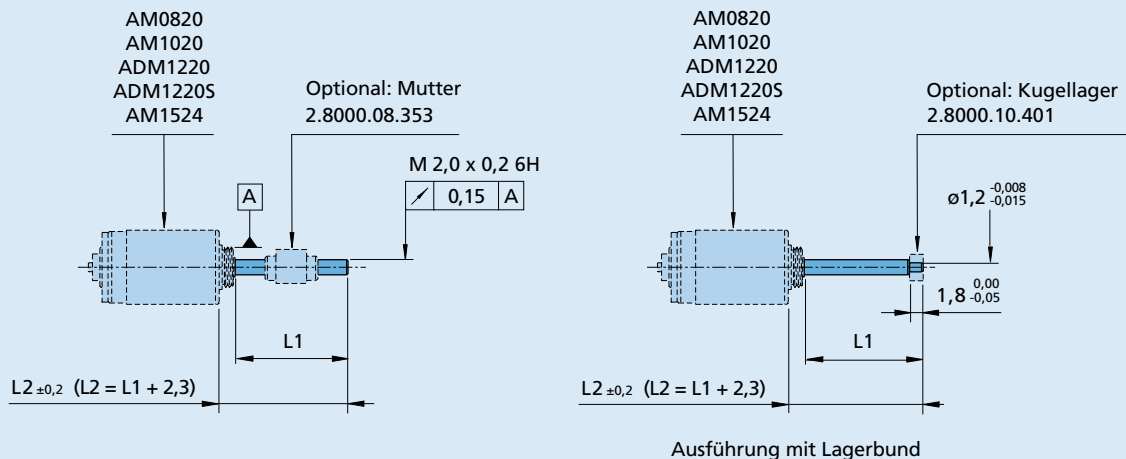 AM0820
AM1020
ADM1220
ADM1220S
AM1524
Optional: Mutter
2.8000.08.353
M 2,0 x 0,2 6H
0,15 A
A
L1
L2 ±0,2 (L2 = L1 + 2,3)
AM0820
AM1020
ADM1220
ADM1220S
AM1524
Optional: Kugellager
2.8000.10.401
ø1,2 -0,008
-0,015
1,8 0,00
-0,05
L1
L2 ±0,2 (L2 = L1 + 2,3)
Ausführung mit Lagerbund